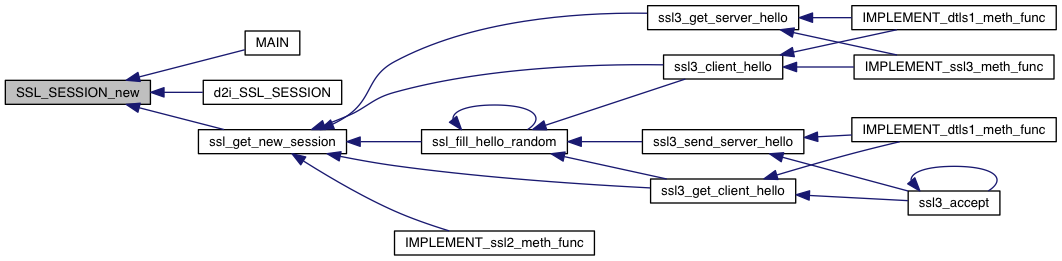 SSL_SESSION_new
MAIN
d2i_SSL_SESSION
ssl_get_new_session
ssl3_get_server_hello
ssl3_client_hello
ssl_fill_hello_random
ssl3_send_server_hello
ssl3_get_client_hello
IMPLEMENT_ssl2_meth_func
IMPLEMENT_dtls1_meth_func
IMPLEMENT_ssl3_meth_func
IMPLEMENT_dtls1_meth_func
ssl3_accept